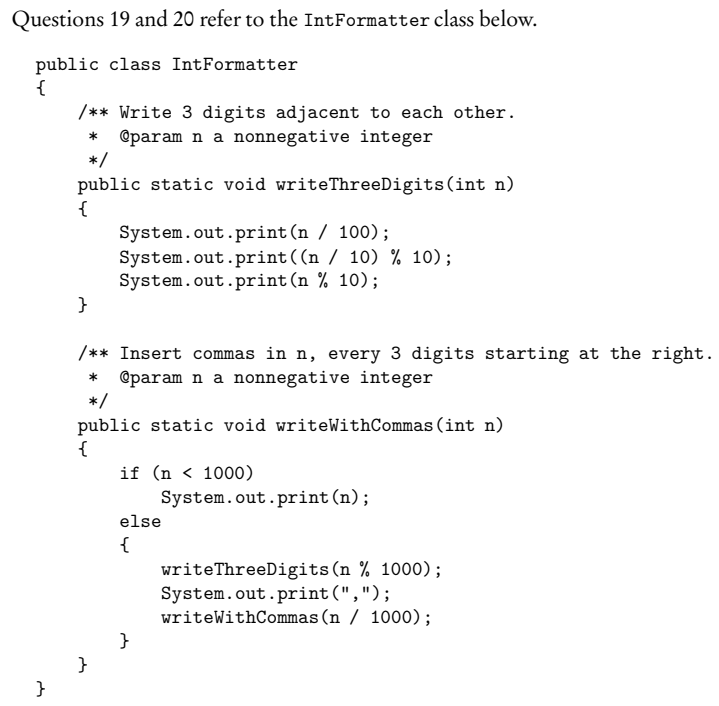 Questions 19 and 20 refer to the IntFormatter class below.
public class IntFormatter
{
    /** Write 3 digits adjacent to each other.
     *  @param n a nonnegative integer
     */
    public static void writeThreeDigits(int n)
    {
        System.out.print(n / 100);
        System.out.print((n / 10) % 10);
        System.out.print(n % 10);
    }

    /** Insert commas in n, every 3 digits starting at the right.
     *  @param n a nonnegative integer
     */
    public static void writeWithCommas(int n)
    {
        if (n < 1000)
            System.out.print(n);
        else
        {
            writeThreeDigits(n % 1000);
            System.out.print(",");
            writeWithCommas(n / 1000);
        }
    }
}